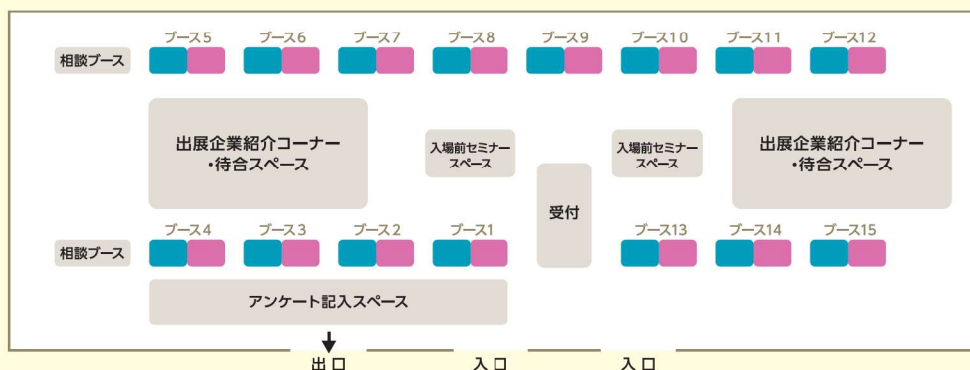 ブース5 ブース6 ブース7 ブース8 ブース9 ブース10 ブース11 ブース12
相談ブース
出展企業紹介コーナー
・待合スペース
入場前セミナー
スペース
入場前セミナー
スペース
出展企業紹介コーナー
・待合スペース
受付
ブース4 ブース3 ブース2 ブース1 ブース13 ブース14 ブース15
相談ブース
アンケート記入スペース
出口 入口 入口